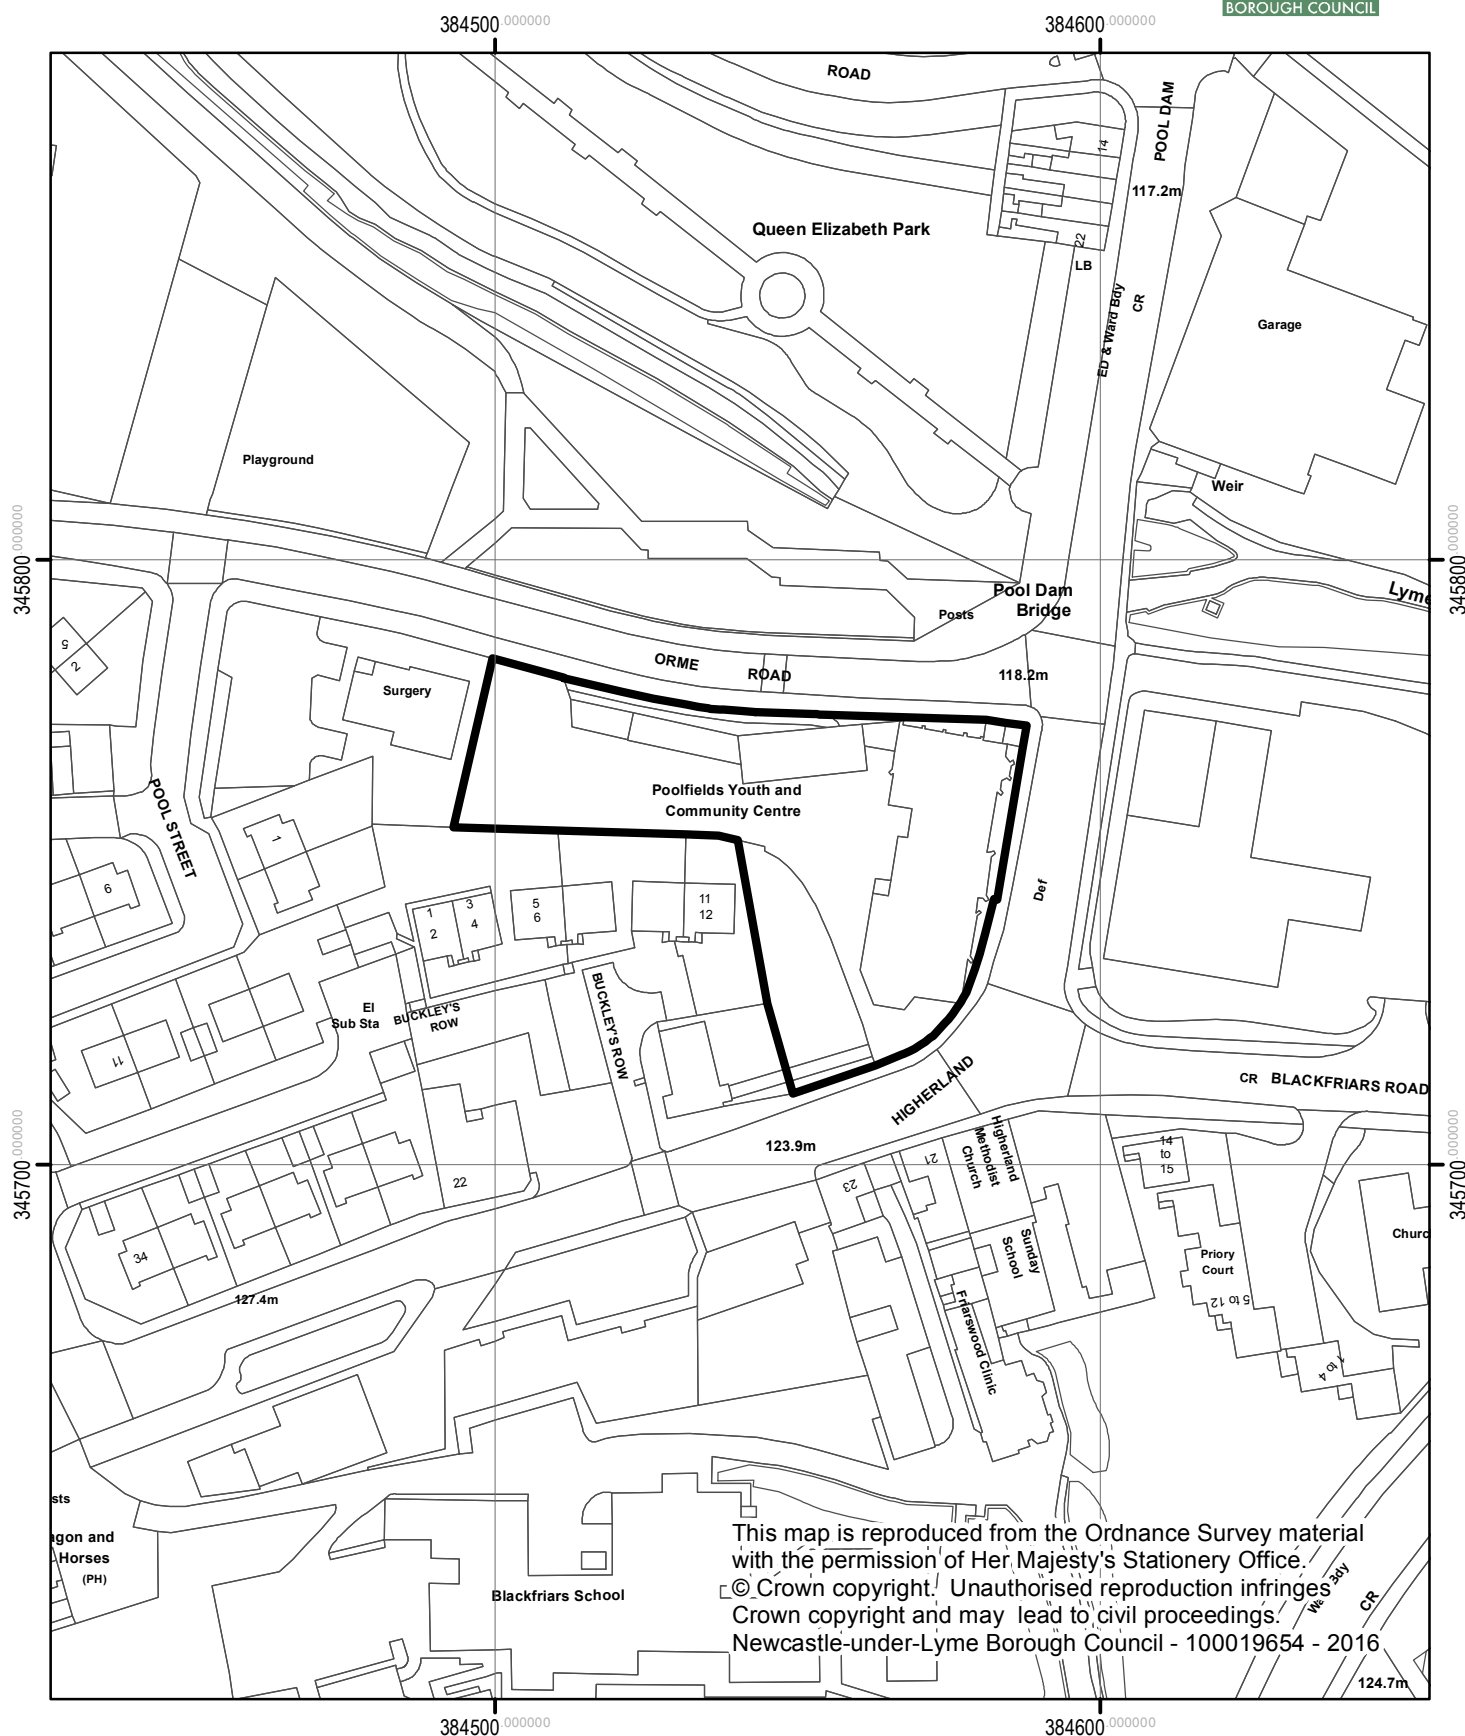 BOROUGH COUNCIL
384500.000000
384600.000000
ROAD
POOL DAM
14
117.2m
Queen Elizabeth Park
22
LB
ED & Ward Bdy
CR
Garage
Playground
Weir
345800.000000
345800.000000
Pool Dam
Bridge
Lyme
Posts
5
2
ORME
ROAD
118.2m
Surgery
POOL STREET
Poolfields Youth and
Community Centre
1
6
Def
1
2
3
4
5
6
11
12
El
Sub Sta
BUCKLEY'S
ROW
BUCKLEY'S ROW
11
HIGHERLAND
CR
BLACKFRIARS ROAD
123.9m
Higherland
Methodist
Church
21
23
14
to
15
345700.000000
345700.000000
22
34
Sunday
School
Priory
Court
Churc
5 to 12
127.4m
Friarswood Clinic
1 to 4
sts
agon and
Horses
(PH)
Blackfriars School
This map is reproduced from the Ordnance Survey material
with the permission of Her Majesty's Stationery Office.
© Crown copyright. Unauthorised reproduction infringes
Crown copyright and may lead to civil proceedings.
Newcastle-under-Lyme Borough Council - 100019654 - 2016
CR
124.7m
384500.000000
384600.000000